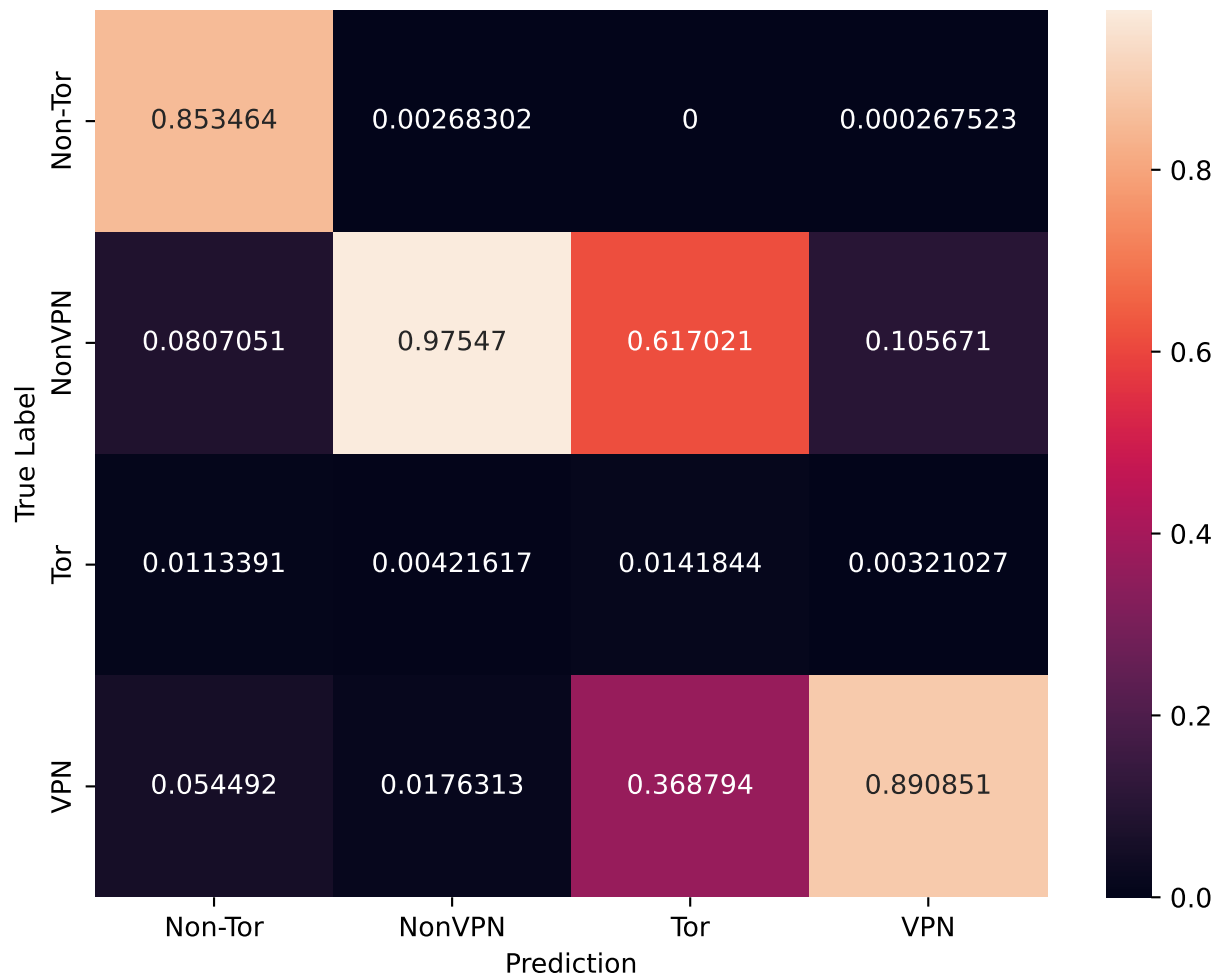 True Label
Non-Tor
0.853464
0.00268302
0
0.000267523
NonVPN
0.0807051
0.97547
0.617021
0.105671
Tor
0.0113391
0.00421617
0.0141844
0.00321027
VPN
0.054492
0.0176313
0.368794
0.890851
Non-Tor
NonVPN
Tor
VPN
Prediction
0.8
0.6
0.4
0.2
0.0